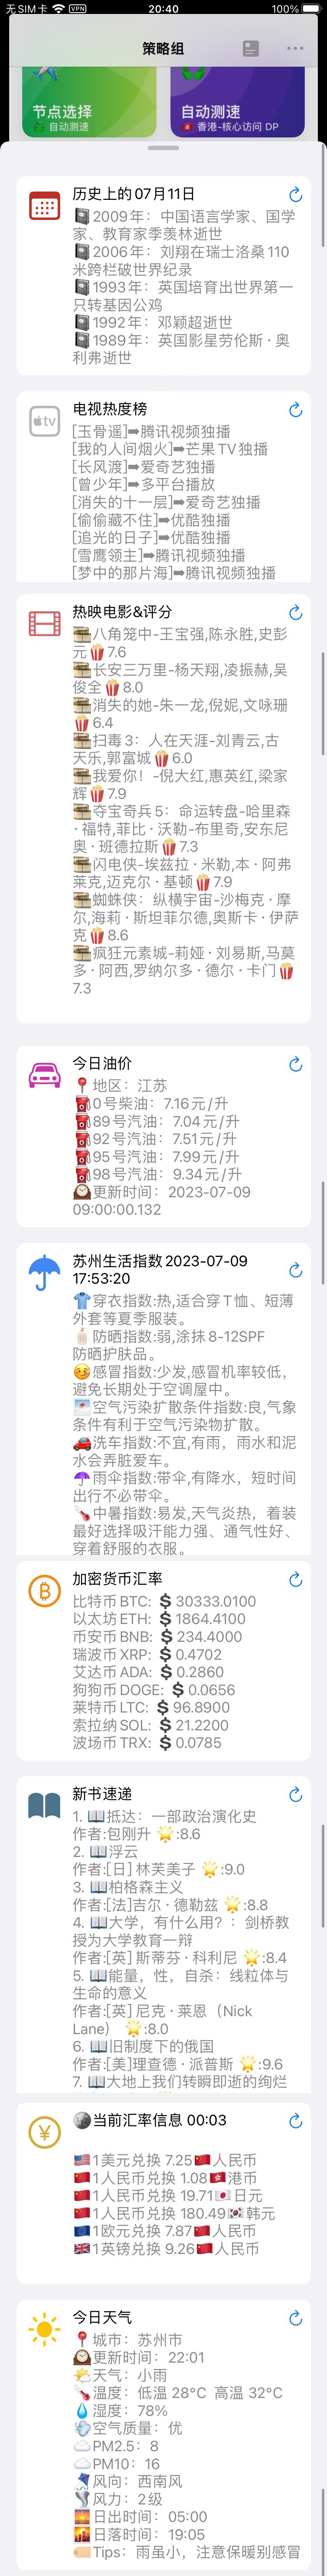 无SIM卡 VPN 20:40 100%
策略组
节点选择
自动测速
自动测速
香港-核心访问 DP
历史上的07月11日
2009年：中国语言学家、国学
家、教育家季羡林逝世
2006年：刘翔在瑞士洛桑110
米跨栏破世界纪录
1993年：英国培育出世界第一
只转基因公鸡
1992年：邓颖超逝世
1989年：英国影星劳伦斯·奥
利弗逝世
tv
电视热度榜
[玉骨遥]➡腾讯视频独播
[我的人间烟火]➡芒果TV独播
[长风渡]➡爱奇艺独播
[曾少年]➡多平台播放
[消失的十一层]➡爱奇艺独播
[偷偷藏不住]➡优酷独播
[追光的日子]➡优酷独播
[雪鹰领主]➡腾讯视频独播
[梦中的那片海]➡腾讯视频独播
热映电影&评分
八角笼中-王宝强,陈永胜,史彭
元🍿7.6
长安三万里-杨天翔,凌振赫,吴
俊全🍿8.0
消失的她-朱一龙,倪妮,文咏珊
🍿6.4
扫毒3：人在天涯-刘青云,古
天乐,郭富城🍿6.0
我爱你！-倪大红,惠英红,梁家
辉🍿7.9
夺宝奇兵5：命运转盘-哈里森
·福特,菲比·沃勒-布里奇,安东尼
奥·班德拉斯🍿7.3
闪电侠-埃兹拉·米勒,本·阿弗
莱克,迈克尔·基顿🍿7.9
蜘蛛侠：纵横宇宙-沙梅克·摩
尔,海莉·斯坦菲尔德,奥斯卡·伊萨
克🍿8.6
疯狂元素城-莉娅·刘易斯,马莫
多·阿西,罗纳尔多·德尔·卡门🍿
7.3
今日油价
📍地区：江苏
⛽0号柴油：7.16元/升
⛽89号汽油：7.04元/升
⛽92号汽油：7.51元/升
⛽95号汽油：7.99元/升
⛽98号汽油：9.34元/升
🕰更新时间：2023-07-09
09:00:00.132
苏州生活指数2023-07-09
17:53:20
穿衣指数:热,适合穿T恤、短薄
外套等夏季服装。
防晒指数:弱,涂抹8-12SPF
防晒护肤品。
感冒指数:少发,感冒机率较低，
避免长期处于空调屋中。
空气污染扩散条件指数:良,气象
条件有利于空气污染物扩散。
洗车指数:不宜,有雨，雨水和泥
水会弄脏爱车。
雨伞指数:带伞,有降水，短时间
出行不必带伞。
中暑指数:易发,天气炎热，着装
最好选择吸汗能力强、通气性好、
穿着舒服的衣服。
加密货币汇率
比特币BTC: 💲30333.0100
以太坊ETH: 💲1864.4100
币安币BNB: 💲234.4000
瑞波币XRP: 💲0.4702
艾达币ADA: 💲0.2860
狗狗币DOGE: 💲0.0656
莱特币LTC: 💲96.8900
索拉纳SOL: 💲21.2200
波场币TRX: 💲0.0785
新书速递
1. 📖抵达：一部政治演化史
作者:包刚升 🌟:8.6
2. 📖浮云
作者:[日] 林芙美子 🌟:9.0
3. 📖柏格森主义
作者:[法]吉尔·德勒兹 🌟:8.8
4. 📖大学，有什么用？：剑桥教
授为大学教育一辩
作者:[英] 斯蒂芬·科利尼 🌟:8.4
5. 📖能量，性，自杀：线粒体与
生命的意义
作者:[英] 尼克·莱恩（Nick
Lane） 🌟:8.0
6. 📖旧制度下的俄国
作者:[美]理查德·派普斯 🌟:9.6
7. 📖大地上我们转瞬即逝的绚烂
当前汇率信息 00:03
🇺🇸1美元兑换 7.25🇨🇳人民币
🇨🇳1人民币兑换 1.08🇭🇰港币
🇨🇳1人民币兑换 19.71🇯🇵日元
🇨🇳1人民币兑换 180.49🇰🇷韩元
🇪🇺1欧元兑换 7.87🇨🇳人民币
🇬🇧1英镑兑换 9.26🇨🇳人民币
今日天气
📍城市：苏州市
🕰更新时间：22:01
天气：小雨
温度：低温 28°C 高温 32°C
湿度：78%
空气质量：优
PM2.5：8
PM10：16
风向：西南风
风力：2级
日出时间：05:00
日落时间：19:05
Tips：雨虽小，注意保暖别感冒